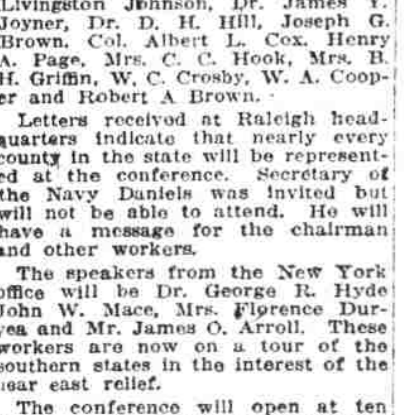 Livingston Johnson, Dr. James Y.
Joyner, Dr. D. H. Hill, Joseph G.
Brown. Col. Albert L. Cox. Henry
A. Page, Mrs. C. C. Hook, Mrs. B.
H. Griffin, W, C. Crosby, W. A. Coop-
er and Robert A Brown.
Letters received at Raleigh head-
quarters indicate that nearly every
county in the state will be represent-
ed at the conference. Secretary of
the Navy Daniels was invited but
will not be able to attend. He will
have a message for the chairman
and other workers.
The speakers from the New York
office will be Dr. George R. Hyde
John W. Mace, Mrs. Florence Dur-
yea and Mr. James O. Arroll. These
workers are now on a tour of the
southern states in the interest of the
near east relief.
The conference will open at ten